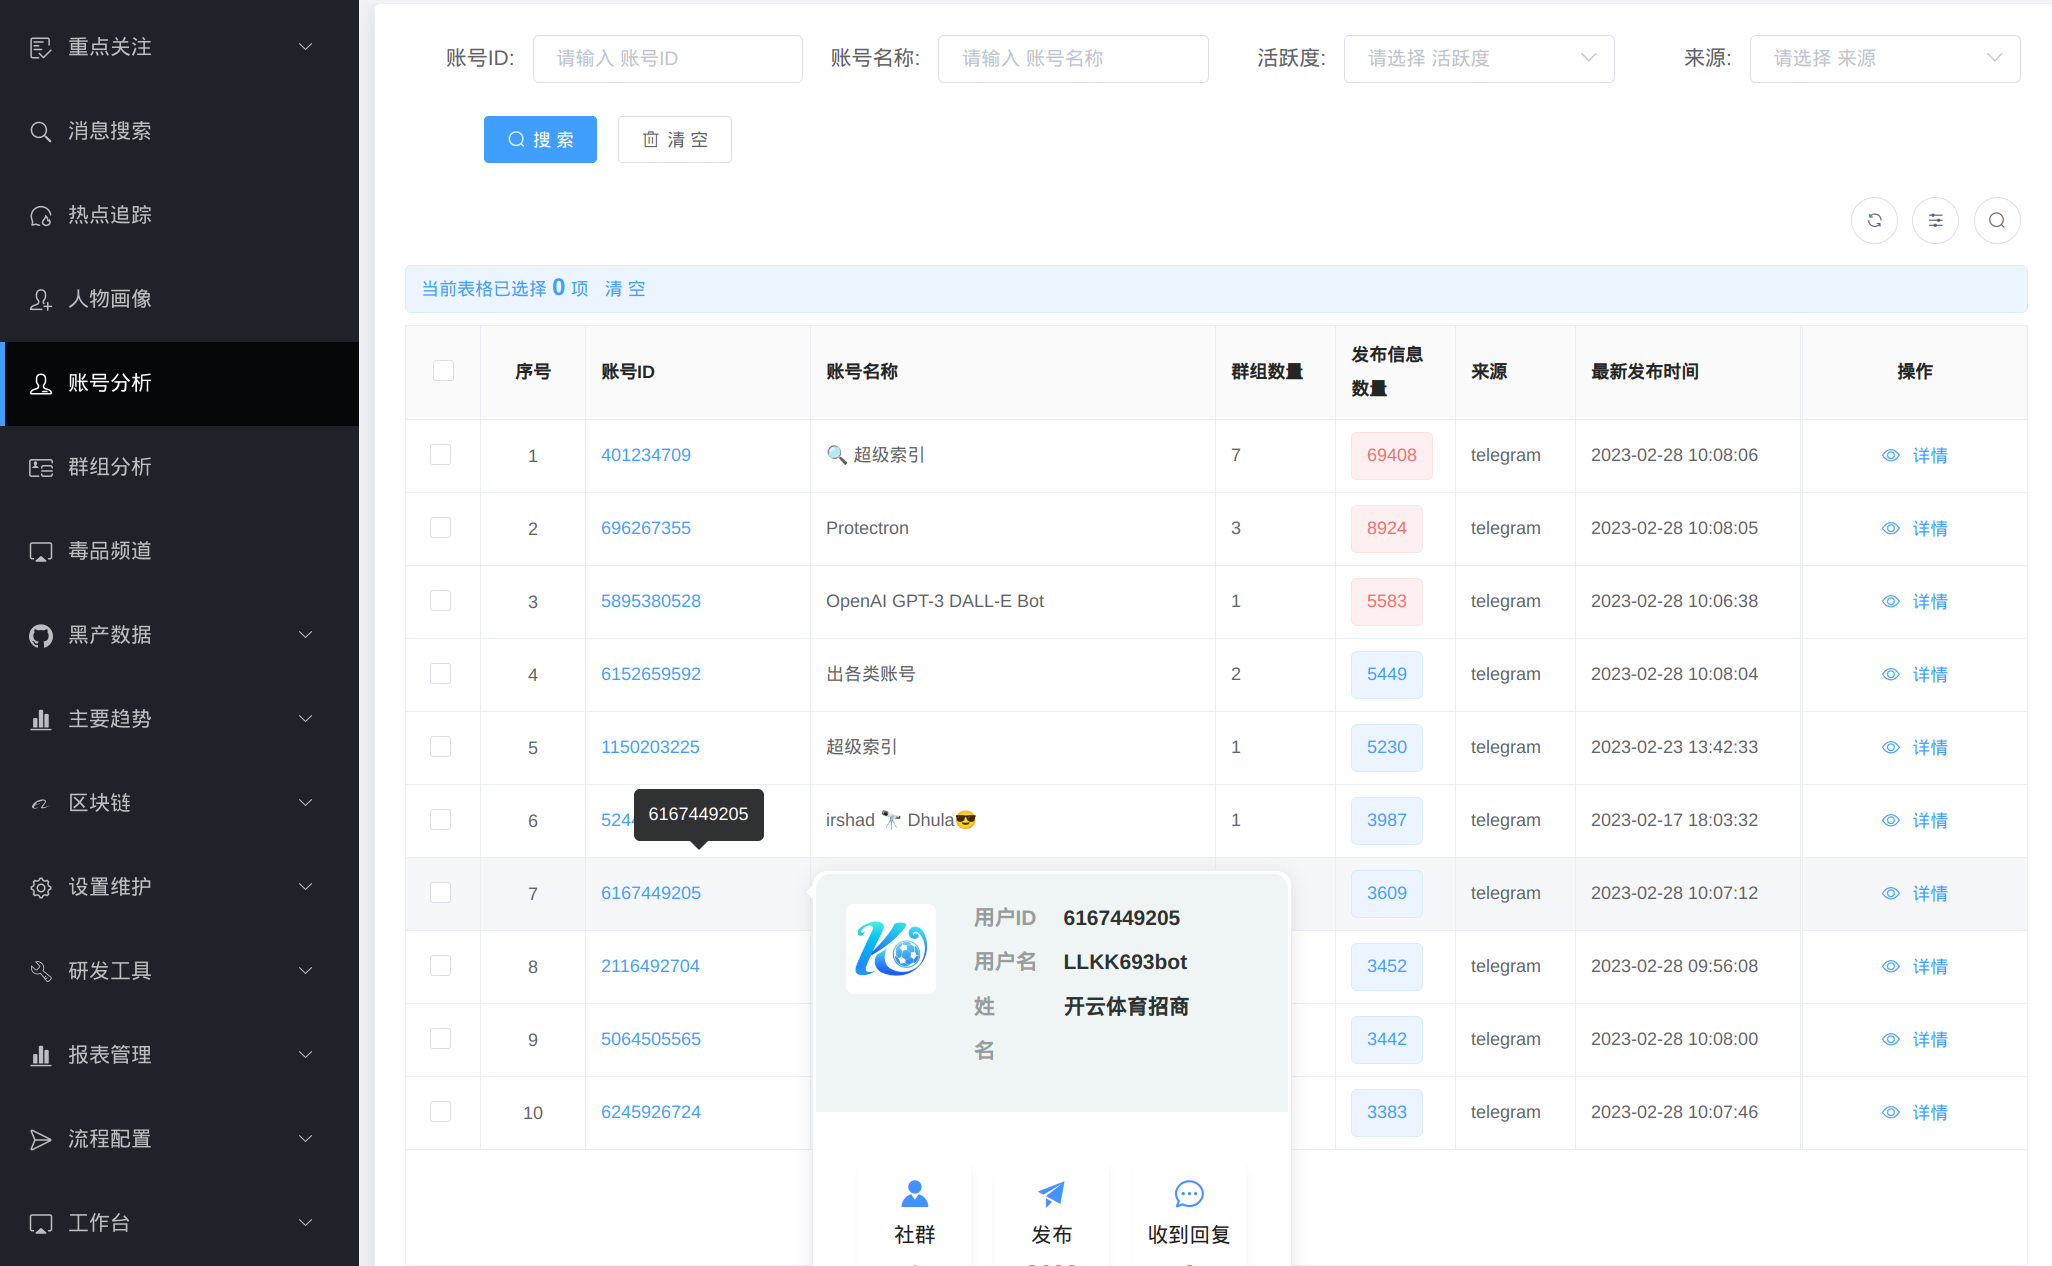 重点关注
消息搜索
热点追踪
人物画像
账号分析
群组分析
毒品频道
黑产数据
主要趋势
区块链
设置维护
研发工具
报表管理
流程配置
工作台
账号ID: 请输入 账号ID 账号名称: 请输入 账号名称 活跃度: 请选择 活跃度 来源: 请选择 来源
搜 索 清 空
当前表格已选择 0 项 清 空
序号 账号ID 账号名称 群组数量 发布信息数量 来源 最新发布时间 操作
1 401234709 🔍 超级索引 7 69408 telegram 2023-02-28 10:08:06 详情
2 696267355 Protectron 3 8924 telegram 2023-02-28 10:08:05 详情
3 5895380528 OpenAI GPT-3 DALL-E Bot 1 5583 telegram 2023-02-28 10:06:38 详情
4 6152659592 出各类账号 2 5449 telegram 2023-02-28 10:08:04 详情
5 1150203225 超级索引 1 5230 telegram 2023-02-23 13:42:33 详情
6 524 irshad 🔭 Dhula😎 1 3987 telegram 2023-02-17 18:03:32 详情
6167449205
7 6167449205 3609 telegram 2023-02-28 10:07:12 详情
8 2116492704 3452 telegram 2023-02-28 09:56:08 详情
9 5064505565 3442 telegram 2023-02-28 10:08:00 详情
10 6245926724 3383 telegram 2023-02-28 10:07:46 详情
用户ID 6167449205
用户名 LLKK693bot
姓 开云体育招商
名
社群 发布 收到回复